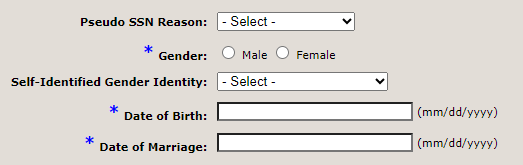 Pseudo SSN Reason: - Select -
* Gender: Male Female
Self-Identified Gender Identity: - Select -
* Date of Birth: (mm/dd/yyyy)
* Date of Marriage: (mm/dd/yyyy)